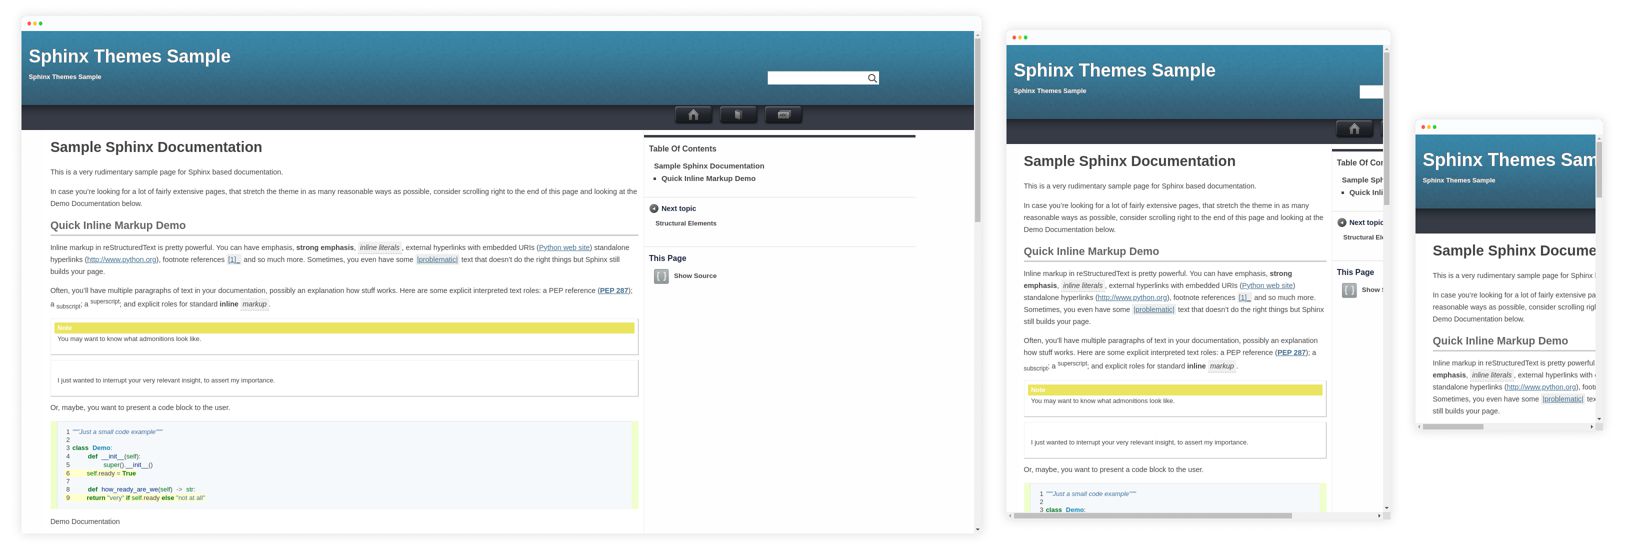 Sphinx Themes Sample
Sphinx Themes Sample
Sample Sphinx Documentation
This is a very rudimentary sample page for Sphinx based documentation.
In case you're looking for a lot of fairly extensive pages, that stretch the theme in as many reasonable ways as possible, consider scrolling right to the end of this page and looking at the
Demo Documentation below.
Quick Inline Markup Demo
Inline markup in reStructuredText is pretty powerful. You can have emphasis, strong emphasis, inline literals, external hyperlinks with embedded URIs (Python web site) standalone
hyperlinks (http://www.python.org), footnote references [1]_ and so much more. Sometimes, you even have some |problematic| text that doesn't do the right things but Sphinx still
builds your page.
Often, you'll have multiple paragraphs of text in your documentation, possibly an explanation how stuff works. Here are some explicit interpreted text roles: a PEP reference (PEP 287);
a subscript; a superscript; and explicit roles for standard inline markup.
Note
You may want to know what admonitions look like.
I just wanted to interrupt your very relevant insight, to assert my importance.
Or, maybe, you want to present a code block to the user.
1 """Just a small code example"""
2
3 class Demo:
4 def __init__(self):
5 super().__init__()
6 self.ready = True
7
8 def how_ready_are_we(self) -> str:
9 return "very" if self.ready else "not at all"
Demo Documentation
Table Of Contents
Sample Sphinx Documentation
Quick Inline Markup Demo
Next topic
Structural Elements
This Page
Show Source
Sphinx Themes Sample
Sphinx Themes Sample
Sample Sphinx Documentation
This is a very rudimentary sample page for Sphinx based documentation.
In case you're looking for a lot of fairly extensive pages, that stretch the theme in as many
reasonable ways as possible, consider scrolling right to the end of this page and looking at the
Demo Documentation below.
Quick Inline Markup Demo
Inline markup in reStructuredText is pretty powerful. You can have emphasis, strong
emphasis, inline literals, external hyperlinks with embedded URIs (Python web site)
standalone hyperlinks (http://www.python.org), footnote references [1]_ and so much more.
Sometimes, you even have some |problematic| text that doesn't do the right things but Sphinx
still builds your page.
Often, you'll have multiple paragraphs of text in your documentation, possibly an explanation
how stuff works. Here are some explicit interpreted text roles: a PEP reference (PEP 287); a
subscript; a superscript; and explicit roles for standard inline markup.
Note
You may want to know what admonitions look like.
I just wanted to interrupt your very relevant insight, to assert my importance.
Or, maybe, you want to present a code block to the user.
1 """Just a small code example"""
2
3 class Demo:
Table Of Con
Sample Sph
Quick Inli
Next topic
Structural Ele
This Page
Show S
Sphinx Themes Sam
Sphinx Themes Sample
Sample Sphinx Docume
This is a very rudimentary sample page for Sphinx
In case you're looking for a lot of fairly extensive pa
reasonable ways as possible, consider scrolling righ
Demo Documentation below.
Quick Inline Markup Demo
Inline markup in reStructuredText is pretty powerful.
emphasis, inline literals, external hyperlinks with
standalone hyperlinks (http://www.python.org), foot
Sometimes, you even have some |problematic| tex
still builds your page.